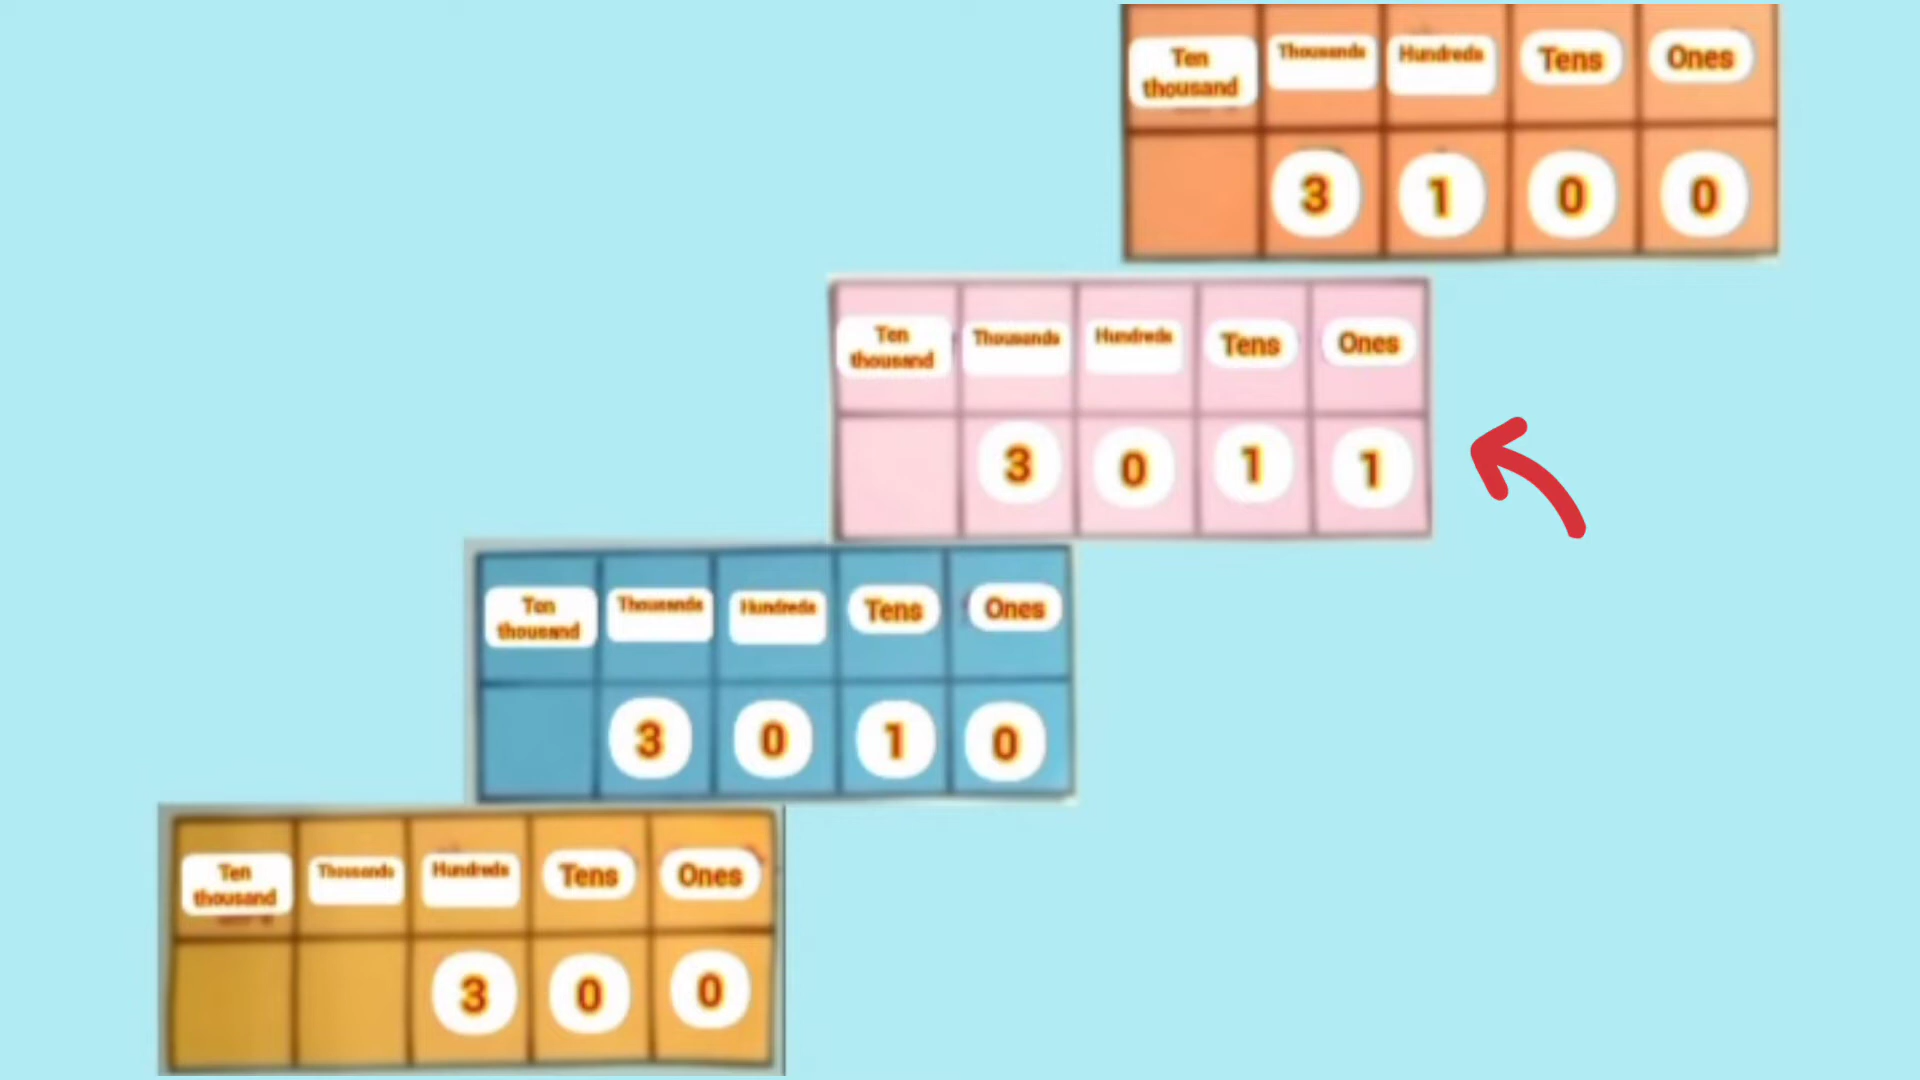 Ten
thousand
Thousands
Hundreds
Tens
Ones
3
1
0
0
Ten
thousand
Thousands
Hundreds
Tens
Ones
3
0
1
1
Ten
thousand
Thousands
Hundreds
Tens
Ones
3
0
1
0
Ten
thousand
Thousands
Hundreds
Tens
Ones
3
0
0